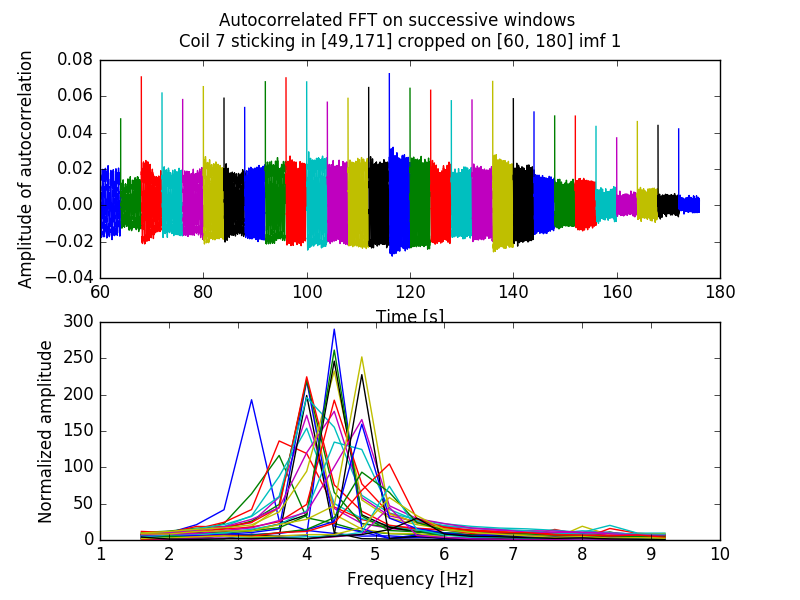 Autocorrelated FFT on successive windows
Coil 7 sticking in [49,171] cropped on [60, 180] imf 1
Amplitude of autocorrelation
0.08
0.06
0.04
0.02
0.00
−0.02
−0.04
60 80 100 120 140 160 180
Time [s]
Normalized amplitude
300
250
200
150
100
50
0
1 2 3 4 5 6 7 8 9 10
Frequency [Hz]